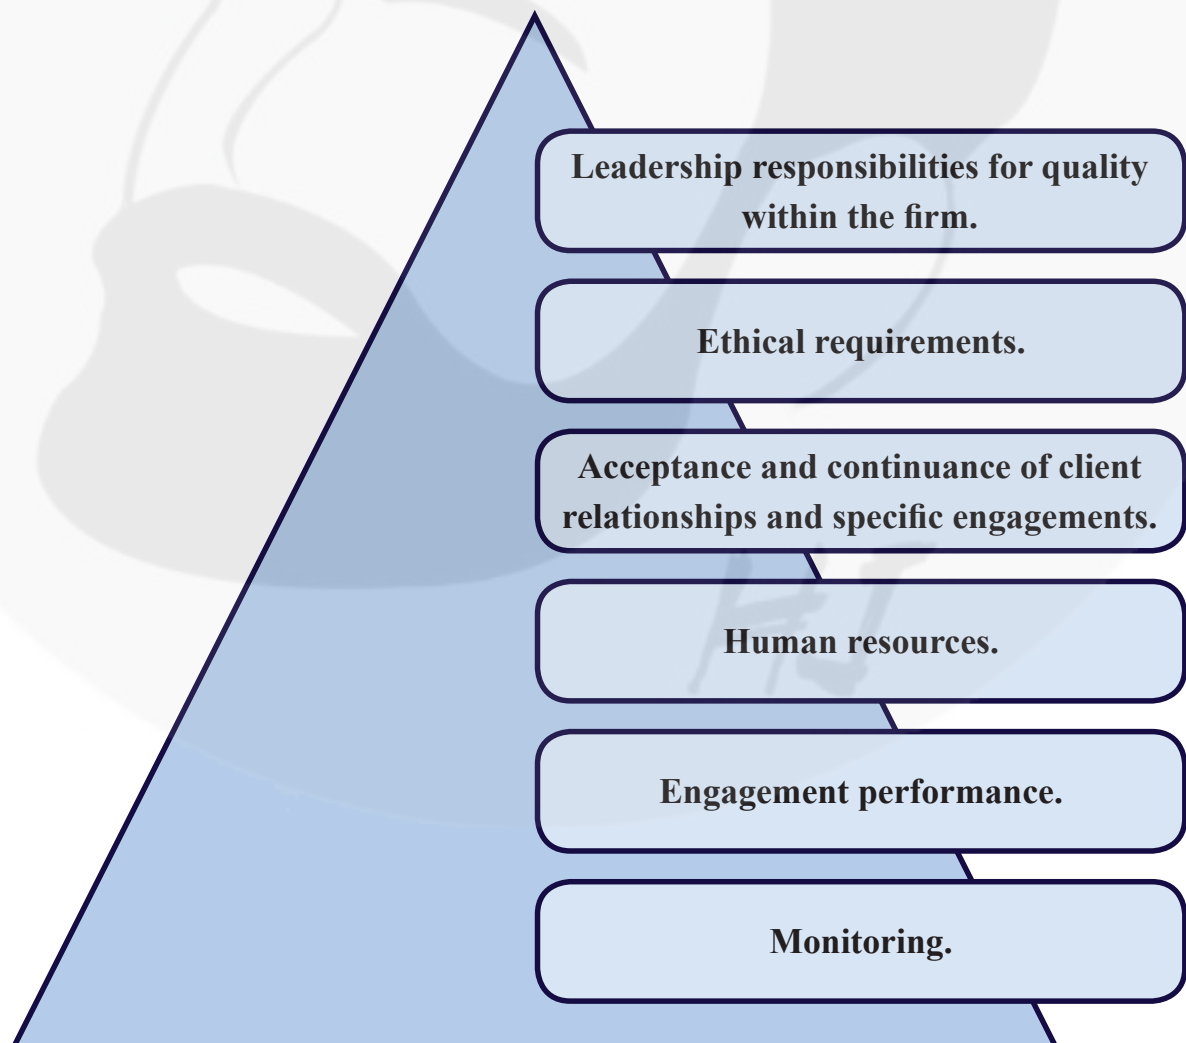 Leadership responsibilities for quality
within the firm.
Ethical requirements.
Acceptance and continuance of client
relationships and specific engagements.
Human resources.
Engagement performance.
Monitoring.